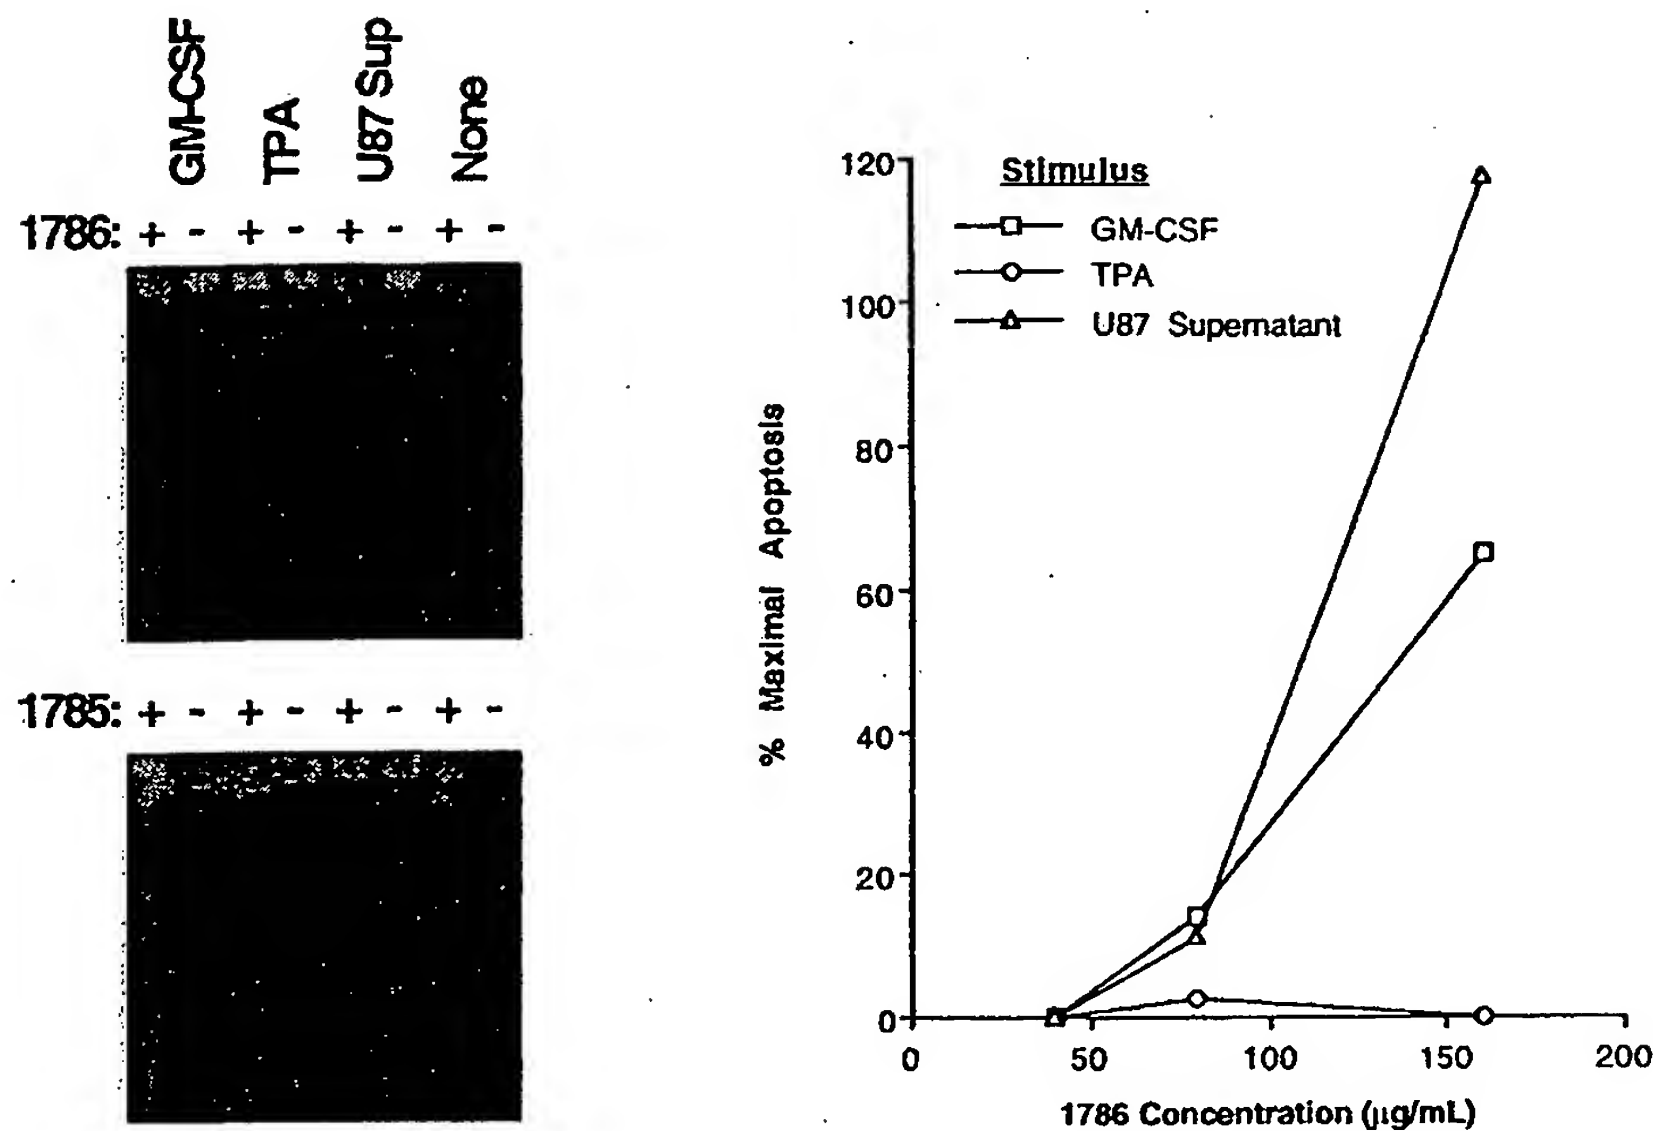 GM-CSF
TPA
U87 Sup
None
1786: + - + - + - + -
1785: + - + - + - + -
Stimulus
GM-CSF
TPA
U87 Supernatant
% Maximal Apoptosis
120
100
80
60
40
20
0
0 50 100 150 200
1786 Concentration (µg/mL)